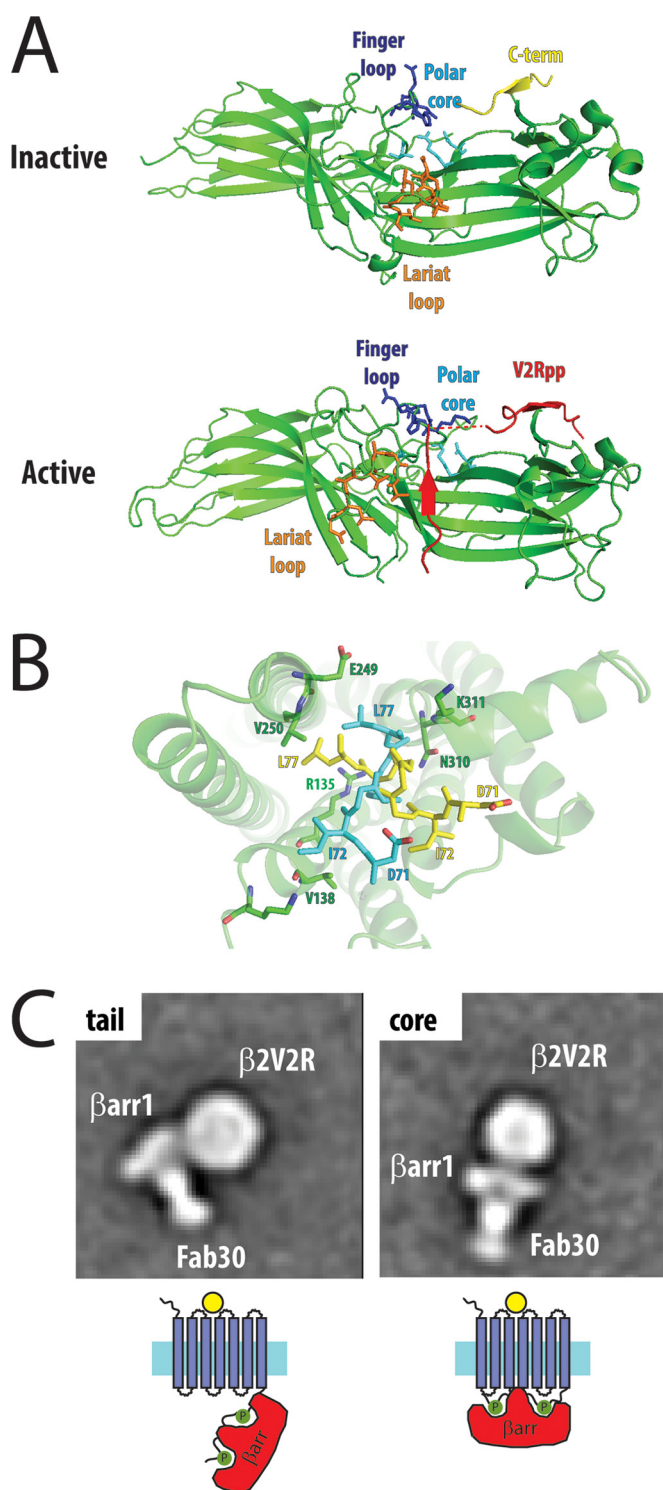 A
Finger
loop
Polar
core
C-term
Inactive
Lariat
loop
Finger
loop
Polar
core
V2Rpp
Active
Lariat
loop
B
E249
V250
L77
K311
L77
N310
R135
D71
I72
I72
D71
V138
C
tail
β2V2R
βarr1
Fab30
core
β2V2R
βarr1
Fab30
P
P
βarr
P
P
βarr